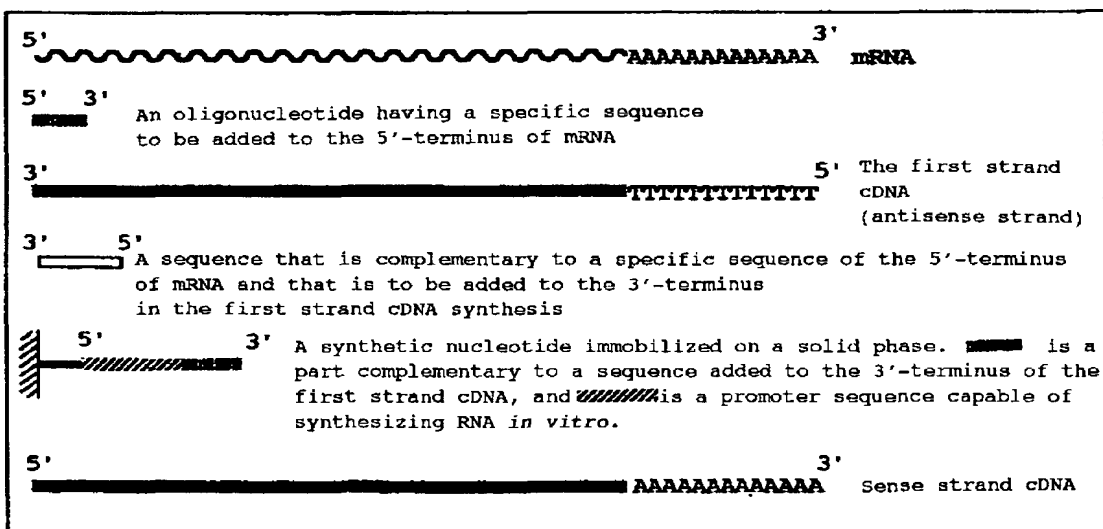 5' 3'
AAAAAAAAAAAAA mRNA
5' 3' An oligonucleotide having a specific sequence
to be added to the 5'-terminus of mRNA
3' 5' The first strand
TTTTTTTTTTTTT cDNA
(antisense strand)
3' 5' A sequence that is complementary to a specific sequence of the 5'-terminus
of mRNA and that is to be added to the 3'-terminus
in the first strand cDNA synthesis
5' 3' A synthetic nucleotide immobilized on a solid phase. is a
part complementary to a sequence added to the 3'-terminus of the
first strand cDNA, and is a promoter sequence capable of
synthesizing RNA in vitro.
5' 3'
AAAAAAAAAAAAA Sense strand cDNA